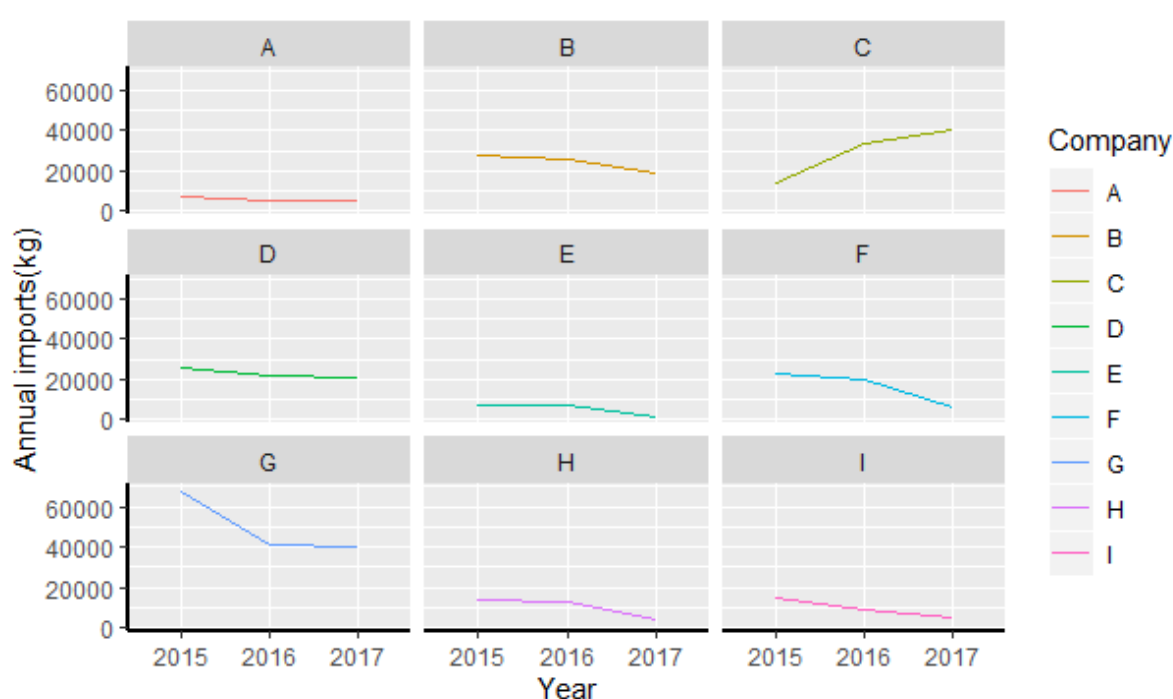 A B C
60000
40000
20000
0
D E F
60000
40000
20000
0
G H I
60000
40000
20000
0
2015 2016 2017 2015 2016 2017 2015 2016 2017
Year
Annual imports(kg)
Company
A
B
C
D
E
F
G
H
I